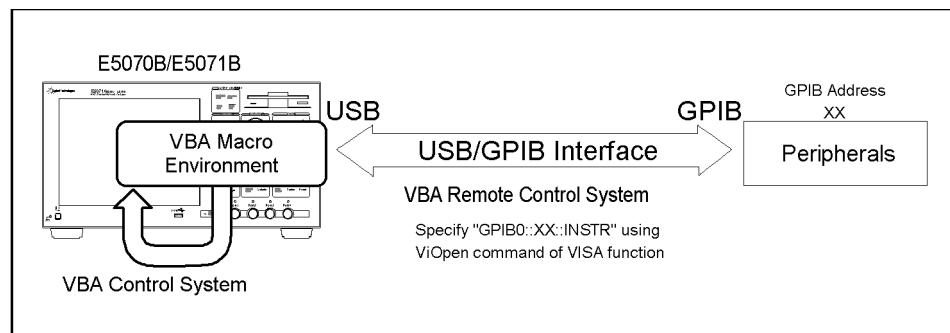 E5070B/E5071B
VBA Macro
Environment
VBA Control System
USB
GPIB
USB/GPIB Interface
VBA Remote Control System
Specify "GPIB0::XX::INSTR" using
ViOpen command of VISA function
GPIB Address
XX
Peripherals